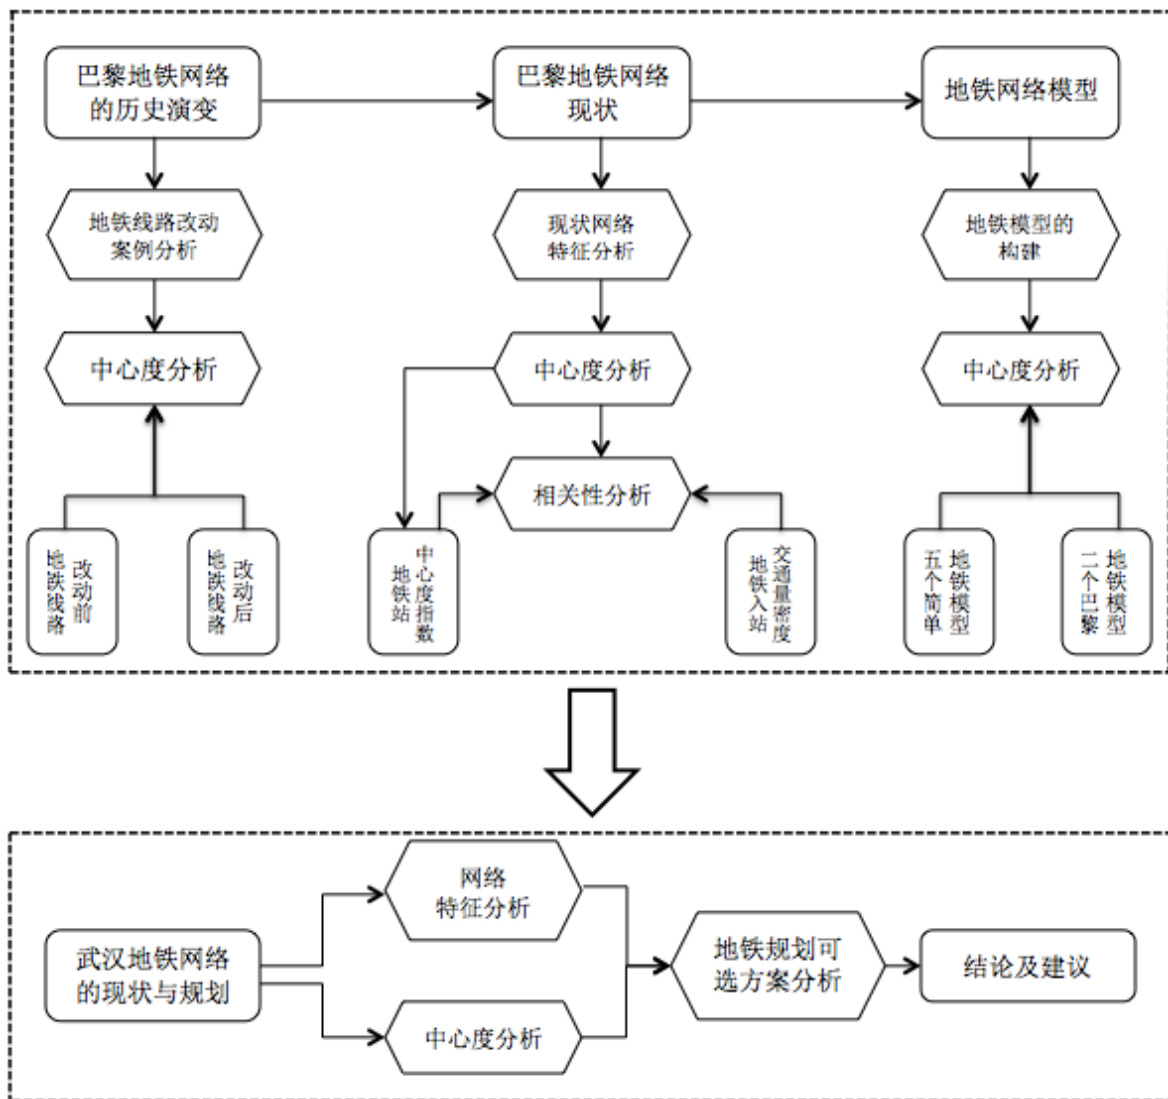 巴黎地铁网络
的历史演变
巴黎地铁网络
现状
地铁网络模型
地铁线路改动
案例分析
现状网络
特征分析
地铁模型的
构建
中心度分析
中心度分析
中心度分析
相关性分析
地铁线路
改动前
地铁线路
改动后
地铁站
中心度指数
地铁入站
交通量密度
五个简单
地铁模型
二个巴黎
地铁模型
网络
特征分析
武汉地铁网络
的现状与规划
地铁规划可
选方案分析
结论及建议
中心度分析